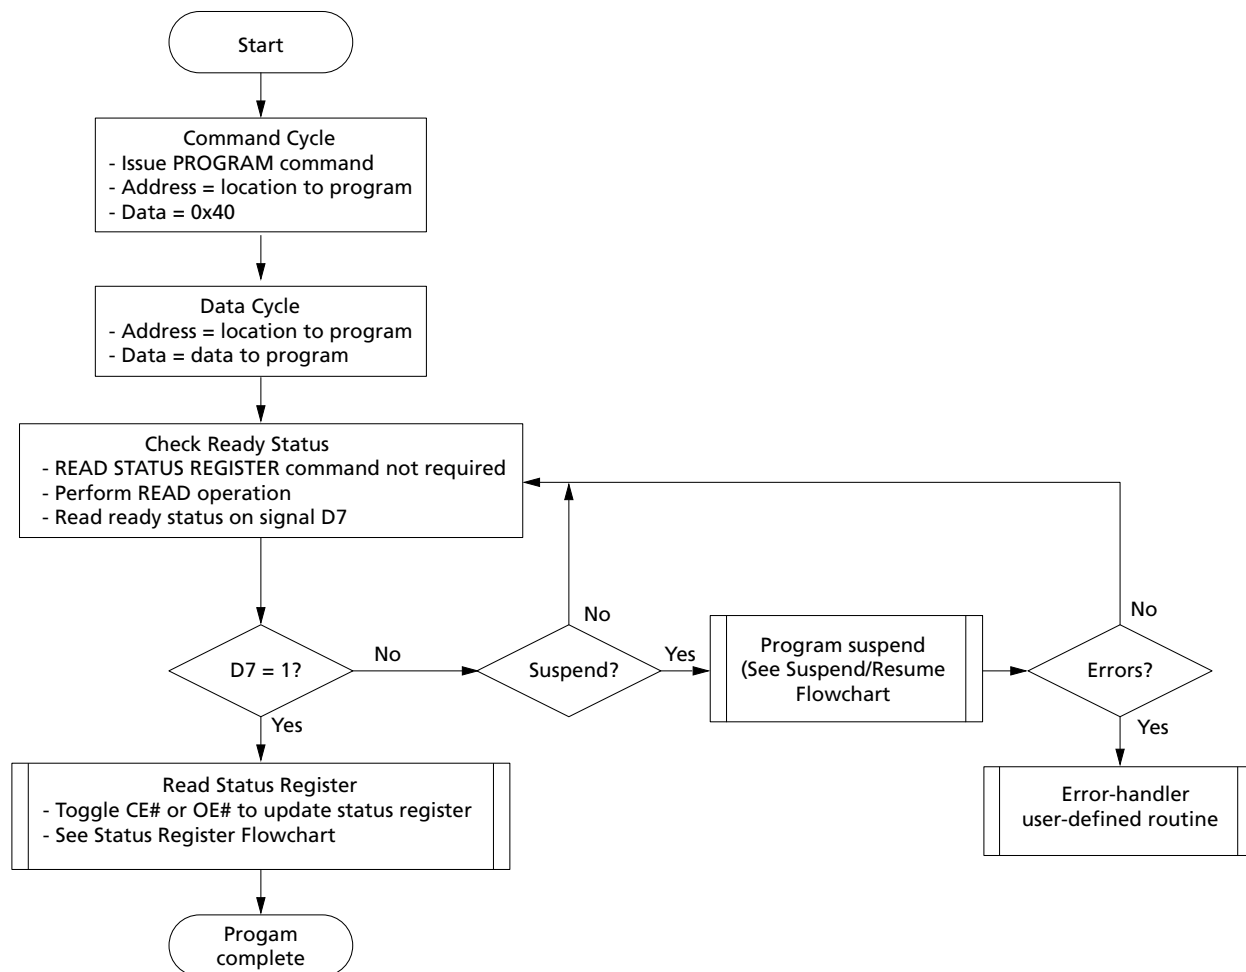 Start
Command Cycle
- Issue PROGRAM command
- Address = location to program
- Data = 0x40
Data Cycle
- Address = location to program
- Data = data to program
Check Ready Status
- READ STATUS REGISTER command not required
- Perform READ operation
- Read ready status on signal D7
D7 = 1?
No
Suspend?
No
Yes
Program suspend
(See Suspend/Resume
Flowchart
Errors?
No
Yes
Error-handler
user-defined routine
Yes
Read Status Register
- Toggle CE# or OE# to update status register
- See Status Register Flowchart
Progam
complete